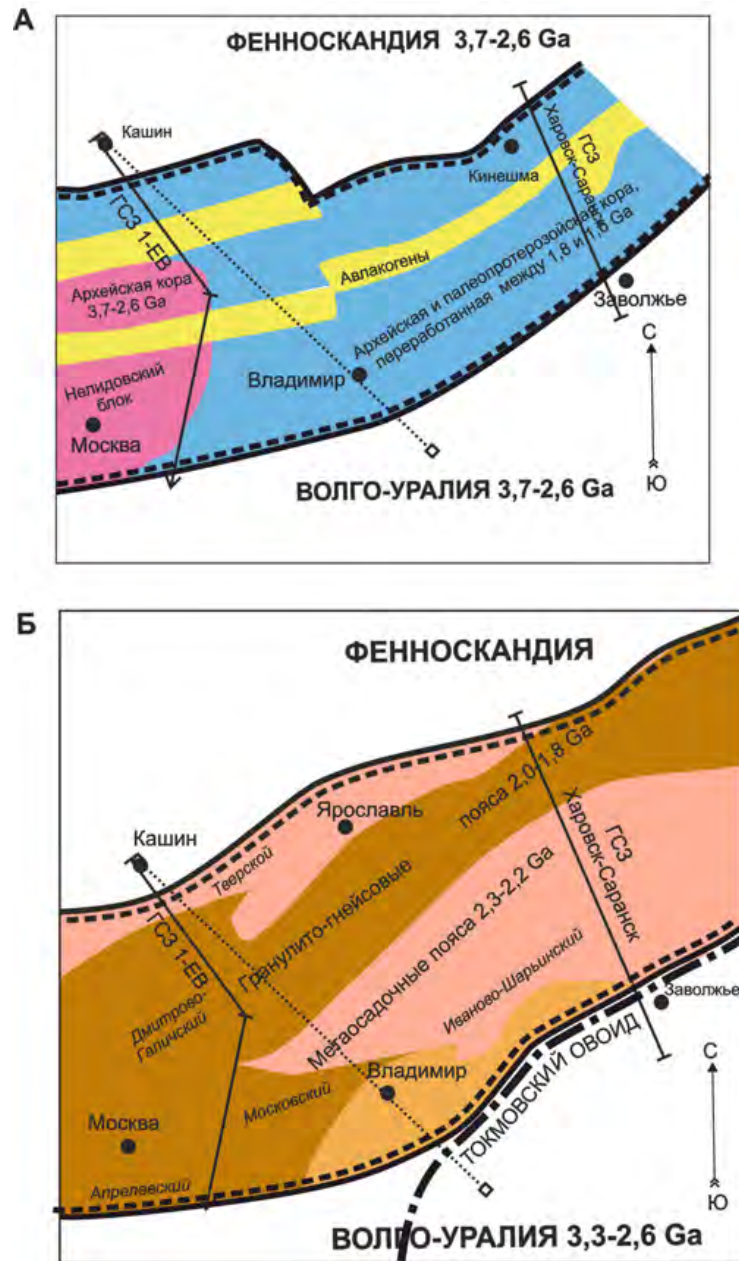 А
ФЕННОСКАНДИЯ 3,7-2,6 Ga
Кашин
Кинешма
ГСЗ
Харовск-Саранск
ГСЗ 1-ЕВ
Авлакогены
Архейская кора
3,7-2,6 Ga
Архейская и палеопротерозойская кора,
переработанная между 1,8 и 1,6 Ga
Заволжье
Нелидовский
блок
Владимир
Москва
С
Ю
ВОЛГО-УРАЛИЯ 3,7-2,6 Ga
Б
ФЕННОСКАНДИЯ
Ярославль
Кашин
Тверской
ГСЗ 1-ЕВ
Гранулито-гнейсовые
пояса 2,0-1,8 Ga
ГСЗ
Харовск-Саранск
Метаосадочные пояса 2,3-2,2 Ga
Иваново-Шарьинский
Дмитрово-
Галичский
Заволжье
Владимир
Московский
Москва
ТОКМОВСКИЙ ОВОИД
Апрелевский
С
Ю
ВОЛГО-УРАЛИЯ 3,3-2,6 Ga